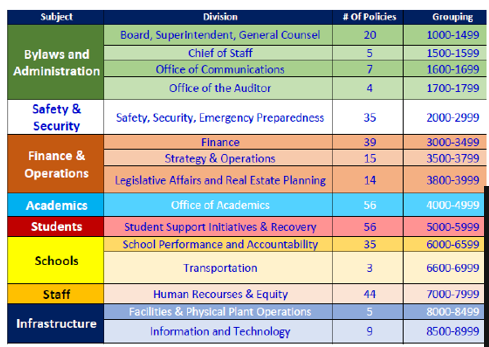 Subject Division # Of Policies Grouping
Bylaws and Administration Board, Superintendent, General Counsel 20 1000-1499
Chief of Staff 5 1500-1599
Office of Communications 7 1600-1699
Office of the Auditor 4 1700-1799
Safety & Security Safety, Security, Emergency Preparedness 35 2000-2999
Finance & Operations Finance 39 3000-3499
Strategy & Operations 15 3500-3799
Legislative Affairs and Real Estate Planning 14 3800-3999
Academics Office of Academics 56 4000-4999
Students Student Support Initiatives & Recovery 56 5000-5999
Schools School Performance and Accountability 35 6000-6599
Transportation 3 6600-6999
Staff Human Recourses & Equity 44 7000-7999
Infrastructure Facilities & Physical Plant Operations 5 8000-8499
Information and Technology 9 8500-8999